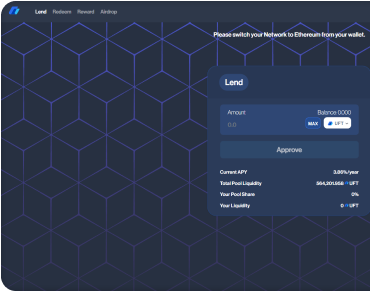 Lend Redeem Reward Airdrop
Please switch your Network to Ethereum from your wallet.
Lend
Amount Balance 0.000
0.0 MAX UFT
Approve
Current APY 3.86%/year
Total Pool Liquidity 364,201.958 UFT
Your Pool Share 0%
Your Liquidity 0 UFT